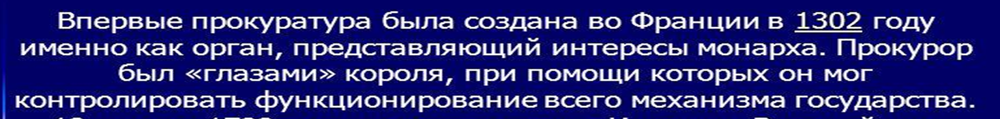 Впервые прокуратура была создана во Франции в 1302 году
именно как орган, представляющий интересы монарха. Прокурор
был «глазами» короля, при помощи которых он мог
контролировать функционирование всего механизма государства.